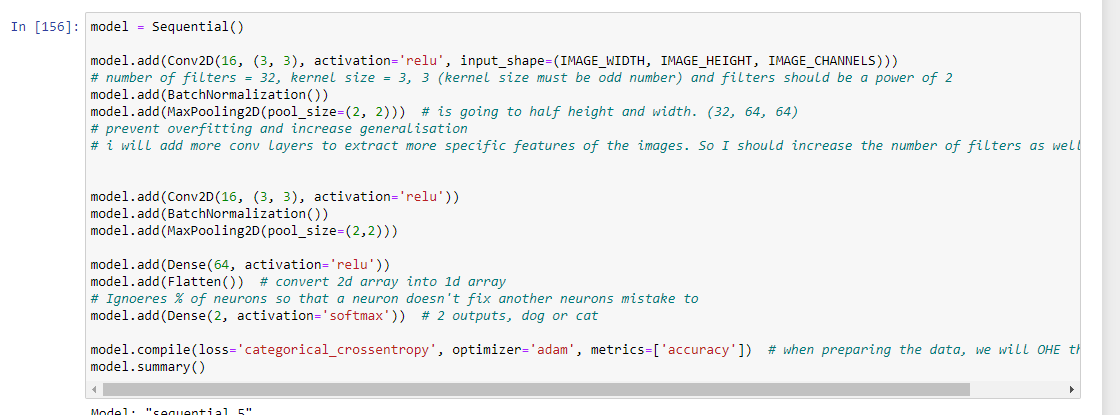 In [156]: model = Sequential()
model.add(Conv2D(16, (3, 3), activation='relu', input_shape=(IMAGE_WIDTH, IMAGE_HEIGHT, IMAGE_CHANNELS)))
# number of filters = 32, kernel size = 3, 3 (kernel size must be odd number) and filters should be a power of 2
model.add(BatchNormalization())
model.add(MaxPooling2D(pool_size=(2, 2)))  # is going to half height and width. (32, 64, 64)
# prevent overfitting and increase generalisation
# i will add more conv layers to extract more specific features of the images. So I should increase the number of filters as well
model.add(Conv2D(16, (3, 3), activation='relu'))
model.add(BatchNormalization())
model.add(MaxPooling2D(pool_size=(2,2)))
model.add(Dense(64, activation='relu'))
model.add(Flatten())  # convert 2d array into 1d array
# Ignoeres % of neurons so that a neuron doesn't fix another neurons mistake to
model.add(Dense(2, activation='softmax'))  # 2 outputs, dog or cat
model.compile(loss='categorical_crossentropy', optimizer='adam', metrics=['accuracy'])  # when preparing the data, we will OHE
model.summary()
Model: "sequential_5"